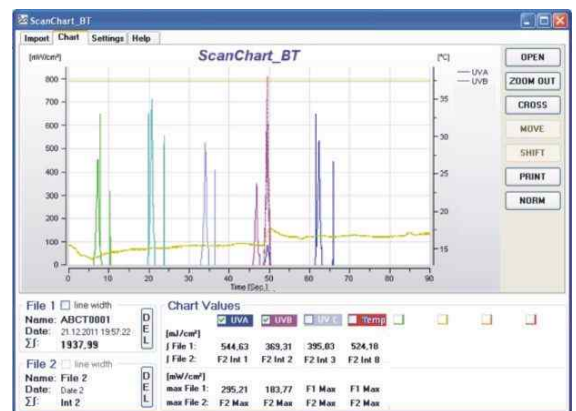 ScanChart_BT
Import Chart Settings Help
ScanChart_BT
[mW/cm²]
[°C]
800
700
600
500
400
300
200
100
0
35
30
25
20
15
0 10 20 30 40 50 60 70 80 90
Time [Sec.]
UVA
UVB
OPEN
ZOOM OUT
CROSS
MOVE
SHIFT
PRINT
NORM
File 1 line width
Name: ABCT0001
Date: 21.12.2011 19:57:22
∑∫: 1937,99
DEL
File 2 line width
Name: File 2
Date: Date 2
∑∫: Int 2
DEL
Chart Values
UVA UVB UV C Temp
[mJ/cm²]
∫ File 1: 544,63 369,31 395,03 524,18
∫ File 2: F2 Int 1 F2 Int 2 F2 Int 3 F2 Int 8
[mW/cm²]
max File 1: 295,21 183,77 F1 Max F1 Max
max File 2: F2 Max F2 Max F2 Max F2 Max